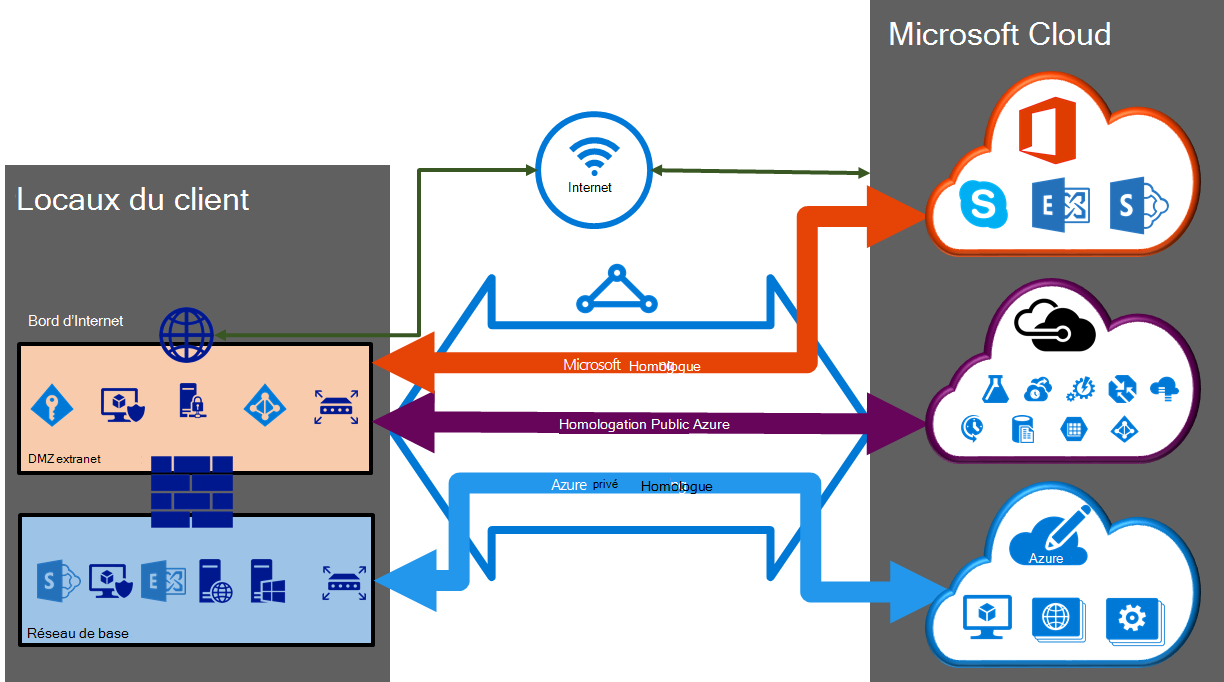 Microsoft Cloud
Internet
Locaux du client
Bord d’Internet
Microsoft Homologue
Homologation Public Azure
DMZ extranet
Azure privé Homologue
Azure
Réseau de base